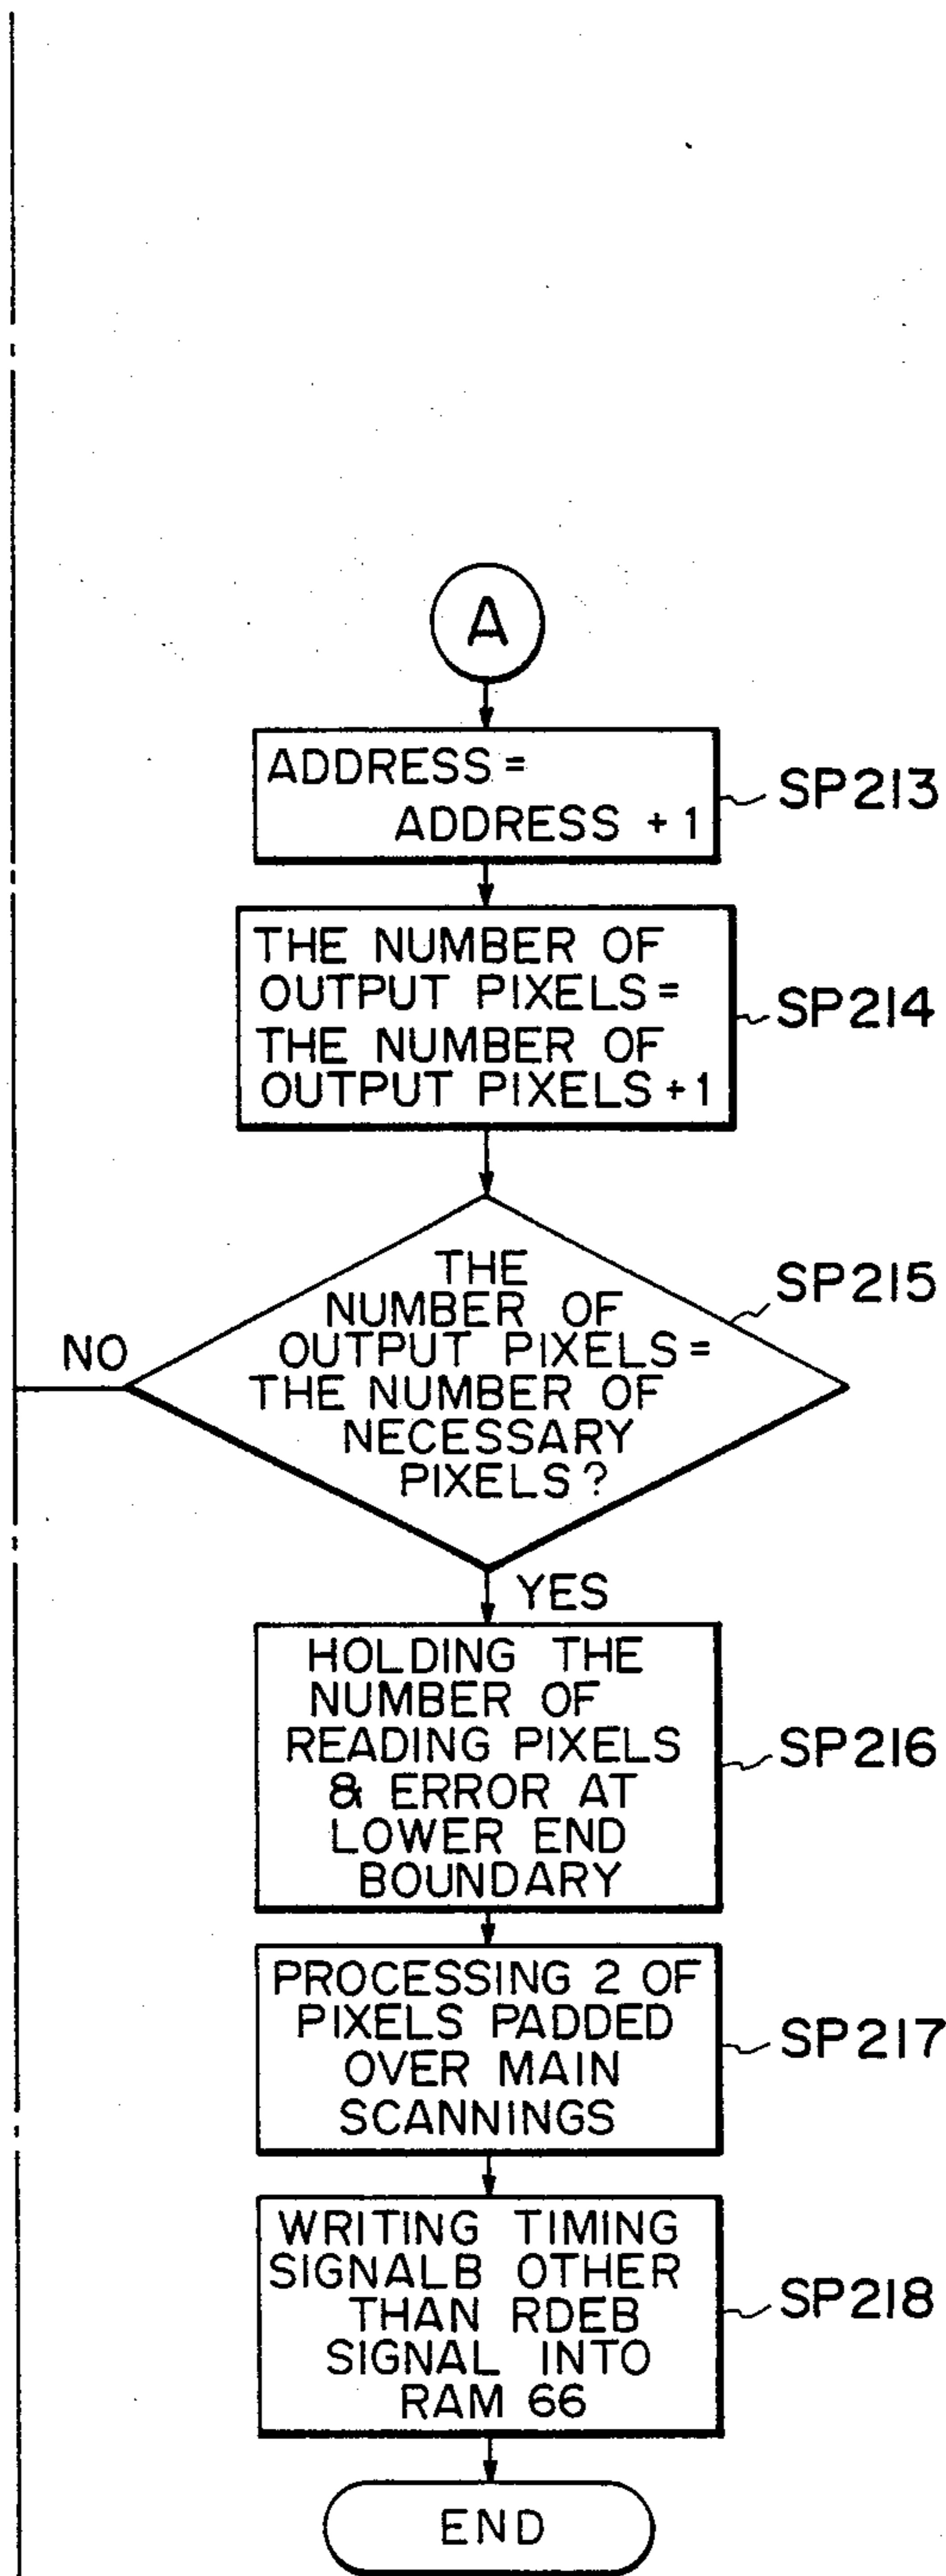 A
ADDRESS =
ADDRESS + 1
SP213
THE NUMBER OF
OUTPUT PIXELS =
THE NUMBER OF
OUTPUT PIXELS + 1
SP214
THE
NUMBER OF
OUTPUT PIXELS =
THE NUMBER OF
NECESSARY
PIXELS?
SP215
NO
YES
HOLDING THE
NUMBER OF
READING PIXELS
& ERROR AT
LOWER END
BOUNDARY
SP216
PROCESSING 2 OF
PIXELS PADDED
OVER MAIN
SCANNINGS
SP217
WRITING TIMING
SIGNALB OTHER
THAN RDEB
SIGNAL INTO
RAM 66
SP218
END